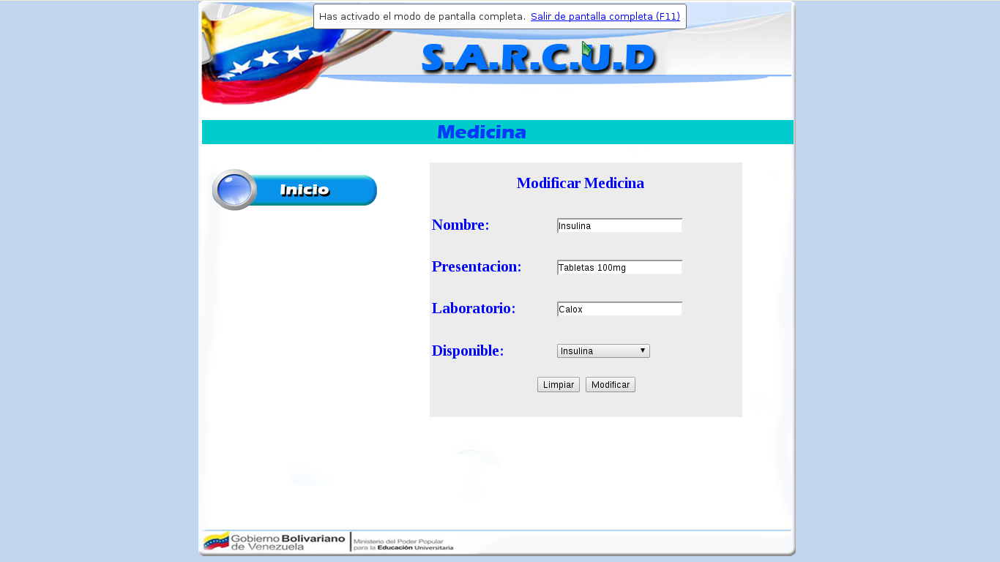 Has activado el modo de pantalla completa. Salir de pantalla completa (F11)
S.A.R.C.U.D
Medicina
Inicio
Modificar Medicina
Nombre: Insulina
Presentacion: Tabletas 100mg
Laboratorio: Calox
Disponible: Insulina
Limpiar Modificar
Gobierno Bolivariano
de Venezuela
Ministerio del Poder Popular
para la Educación Universitaria